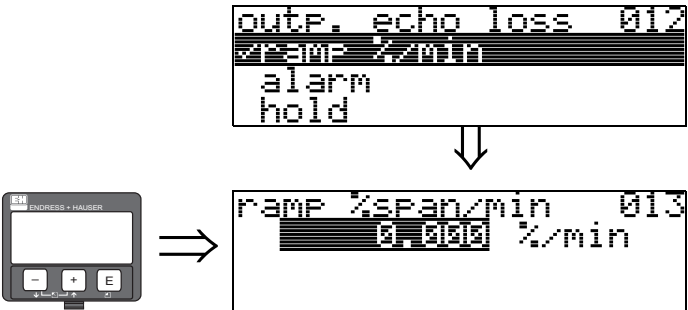 outp. echo loss 012
✓ramp %/min
alarm
hold
E+H
ENDRESS + HAUSER
- + E
ramp %span/min 013
0.000 %/min